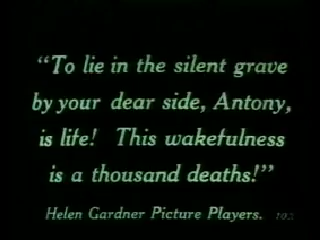 “To lie in the silent grave
by your dear side, Antony,
is life! This wakefulness
is a thousand deaths!”
Helen Gardner Picture Players.